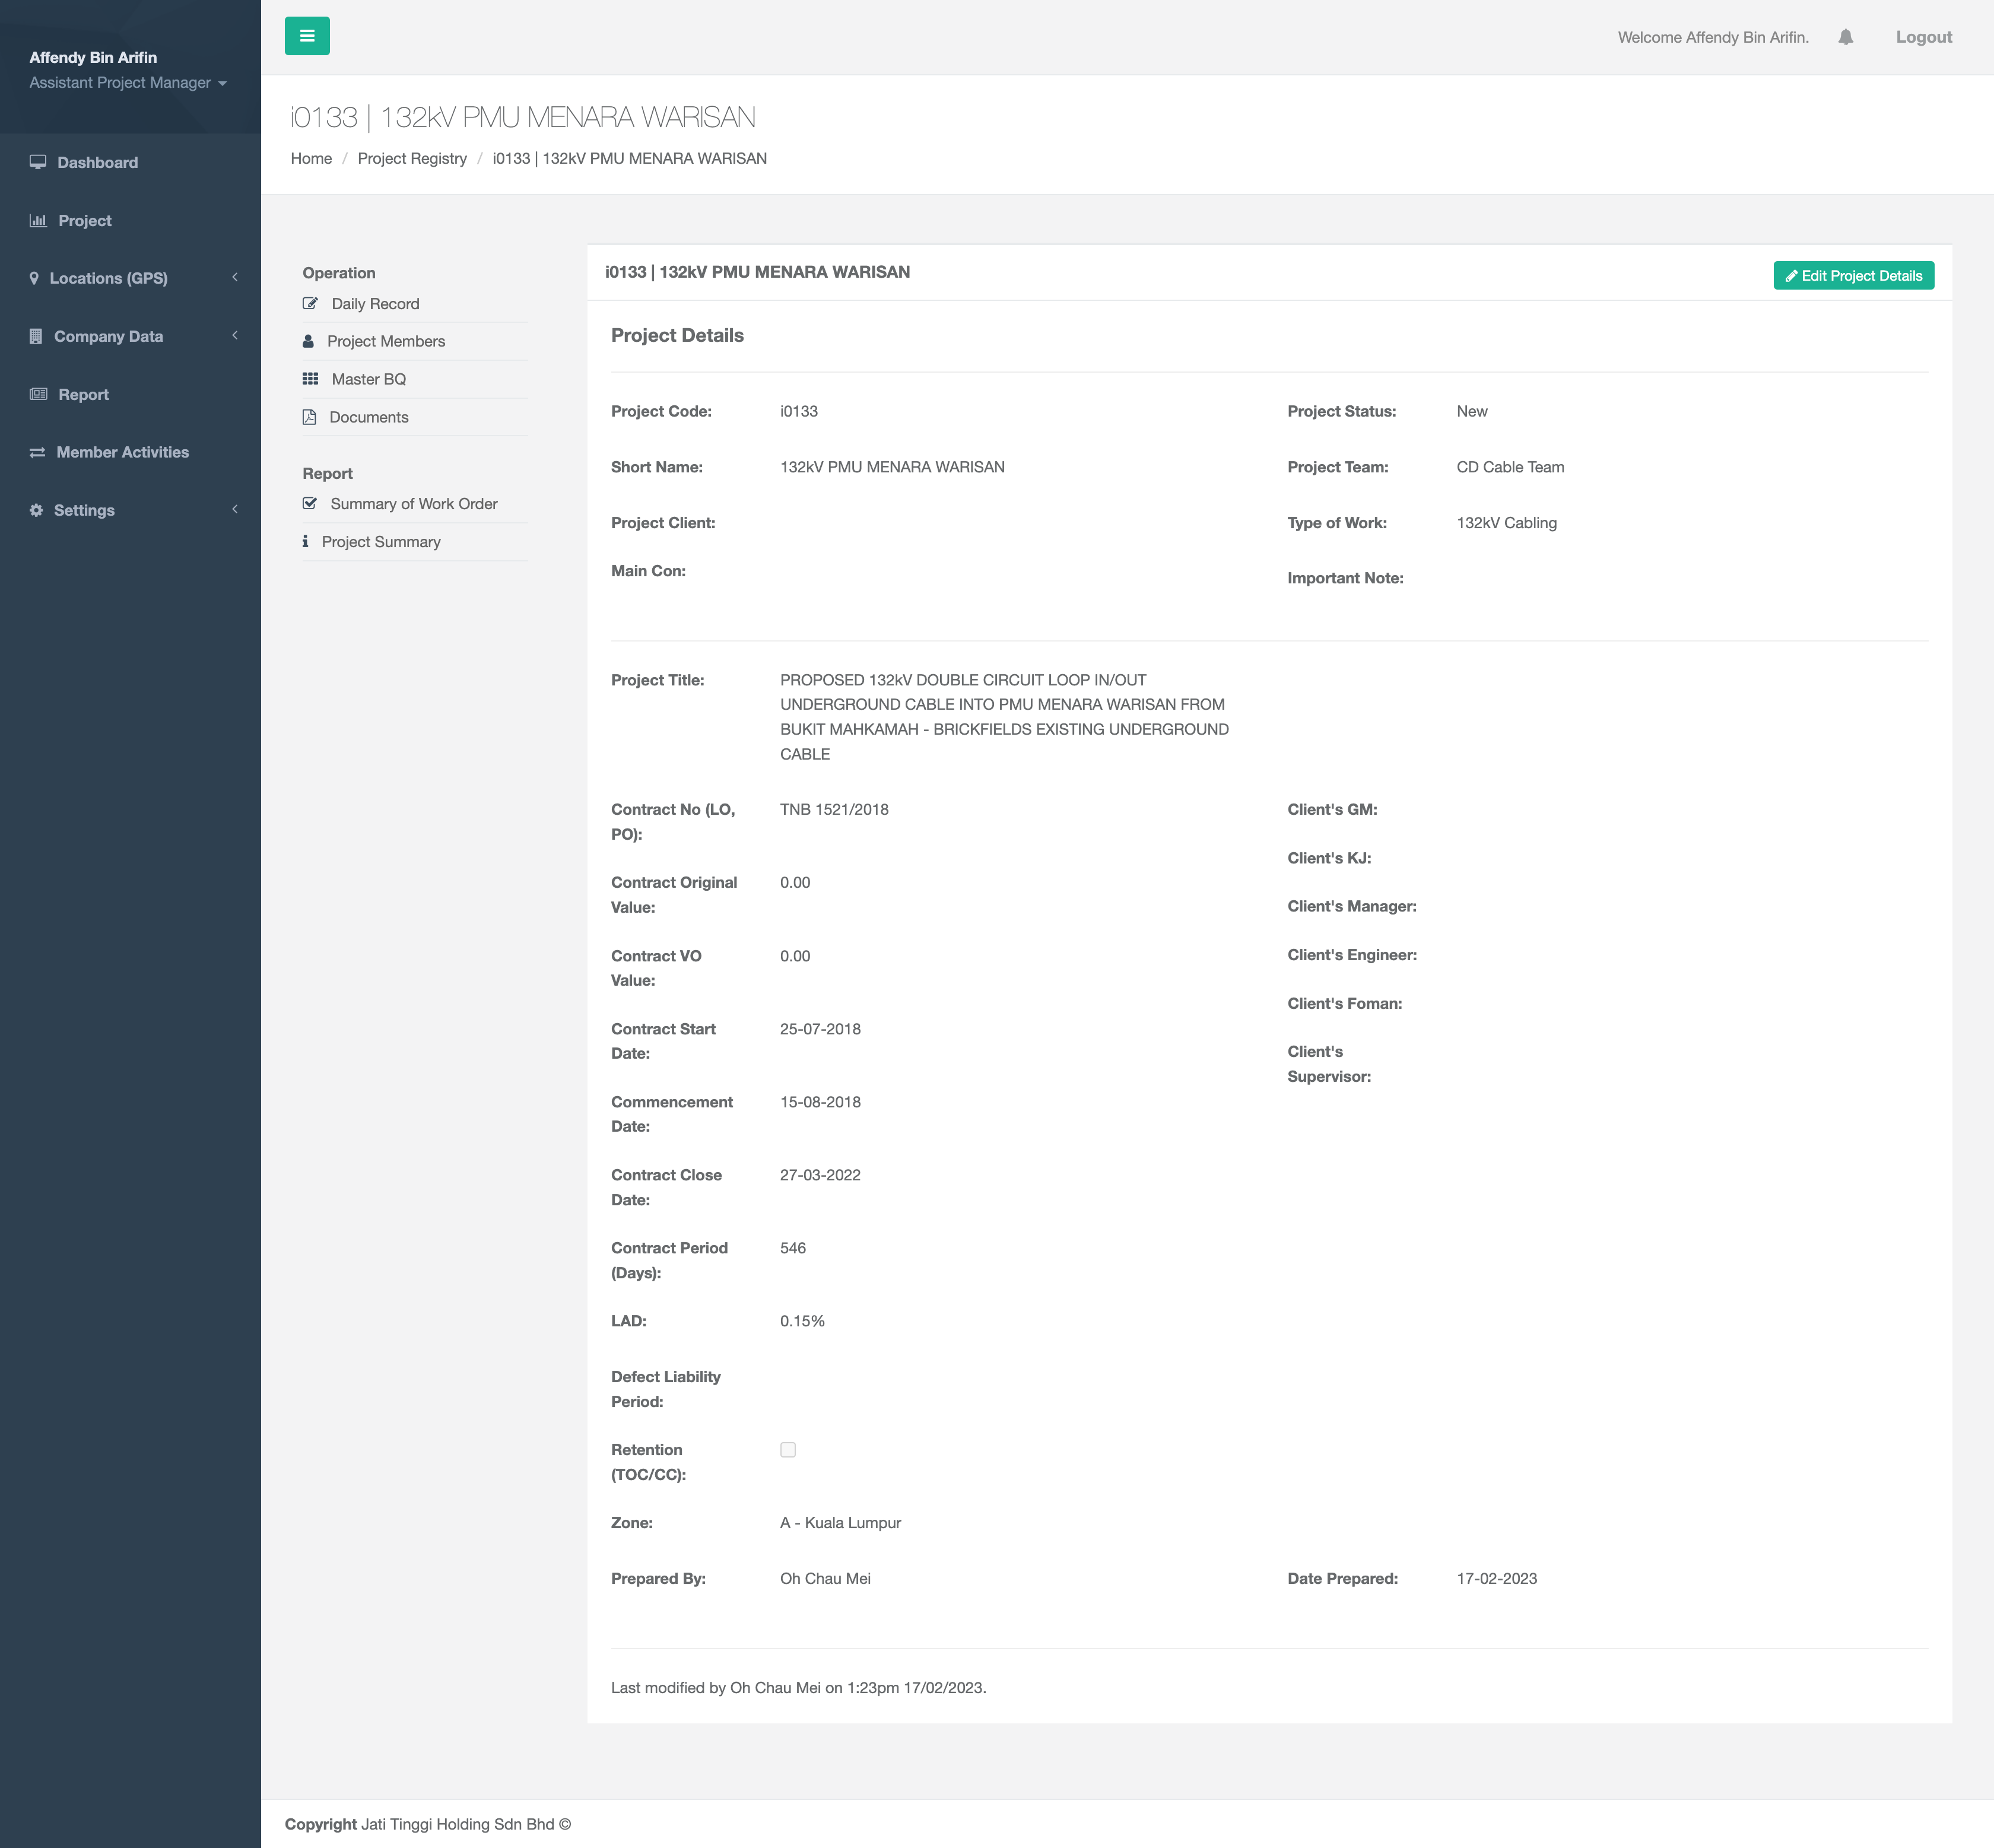 Affendy Bin Arifin
Assistant Project Manager
Dashboard
Project
Locations (GPS)
Company Data
Report
Member Activities
Settings
Welcome Affendy Bin Arifin.
Logout
i0133 | 132kV PMU MENARA WARISAN
Home / Project Registry / i0133 | 132kV PMU MENARA WARISAN
Operation
Daily Record
Project Members
Master BQ
Documents
Report
Summary of Work Order
Project Summary
i0133 | 132kV PMU MENARA WARISAN
Edit Project Details
Project Details
Project Code: i0133
Project Status: New
Short Name: 132kV PMU MENARA WARISAN
Project Team: CD Cable Team
Project Client:
Type of Work: 132kV Cabling
Main Con:
Important Note:
Project Title: PROPOSED 132kV DOUBLE CIRCUIT LOOP IN/OUT
UNDERGROUND CABLE INTO PMU MENARA WARISAN FROM
BUKIT MAHKAMAH - BRICKFIELDS EXISTING UNDERGROUND
CABLE
Contract No (LO, TNB 1521/2018
PO):
Contract Original 0.00
Value:
Contract VO 0.00
Value:
Contract Start 25-07-2018
Date:
Commencement 15-08-2018
Date:
Contract Close 27-03-2022
Date:
Contract Period 546
(Days):
LAD: 0.15%
Defect Liability
Period:
Retention
(TOC/CC):
Zone: A - Kuala Lumpur
Client's GM:
Client's KJ:
Client's Manager:
Client's Engineer:
Client's Foman:
Client's
Supervisor:
Prepared By: Oh Chau Mei
Date Prepared: 17-02-2023
Last modified by Oh Chau Mei on 1:23pm 17/02/2023.
Copyright Jati Tinggi Holding Sdn Bhd ©